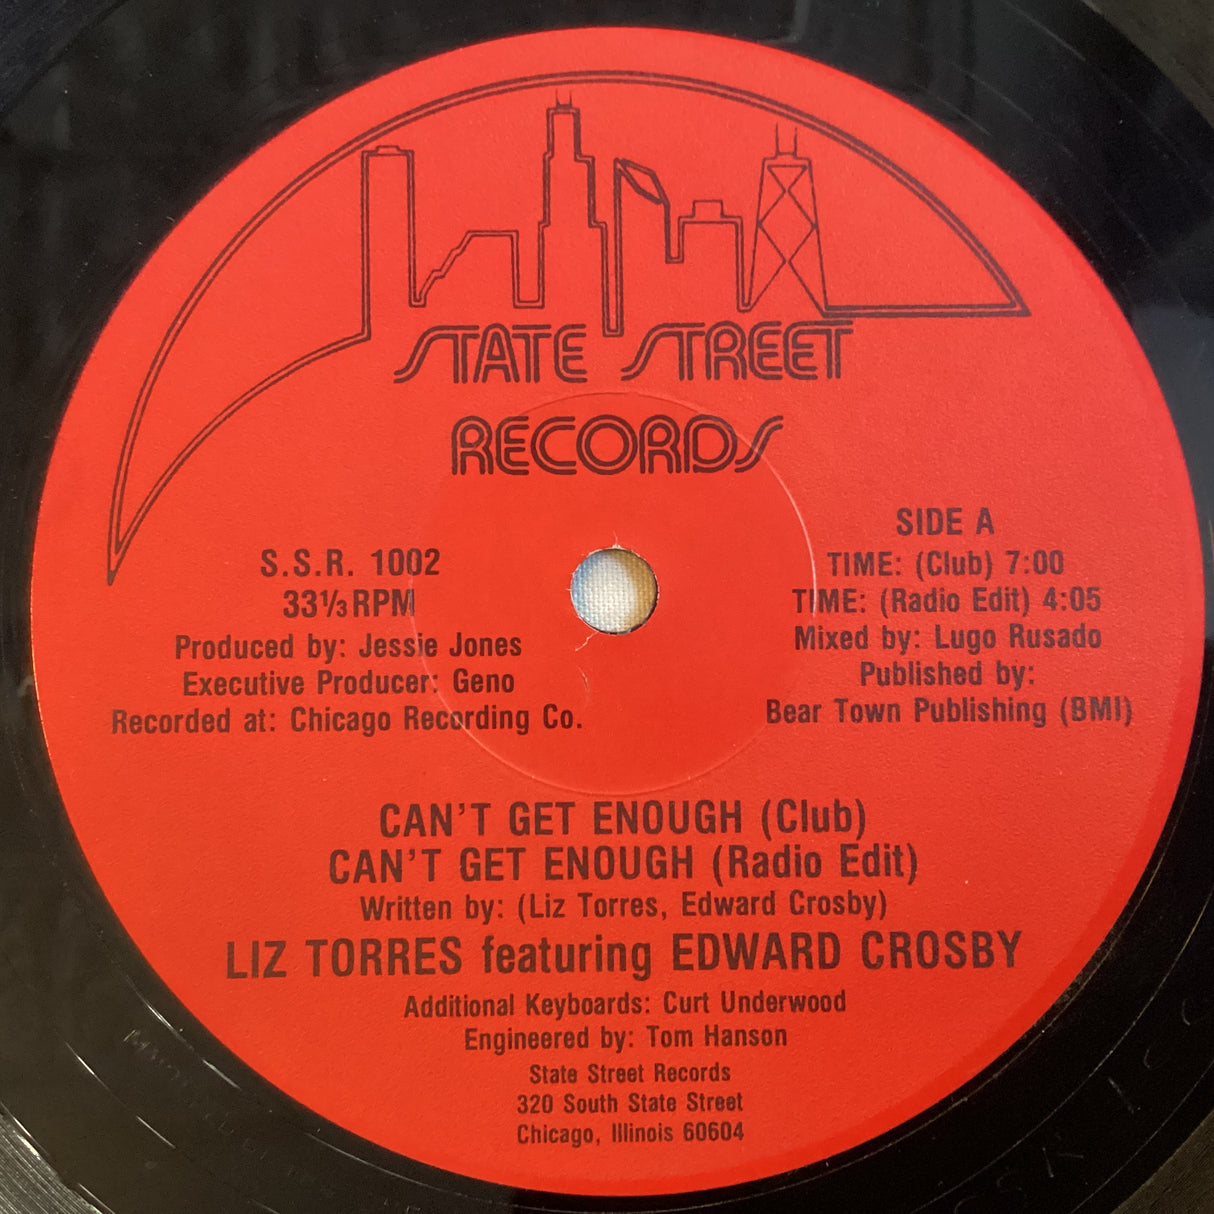 STATE STREET
RECORDS
S.S.R. 1002
33⅓ RPM
Produced by: Jessie Jones
Executive Producer: Geno
Recorded at: Chicago Recording Co.
SIDE A
TIME: (Club) 7:00
TIME: (Radio Edit) 4:05
Mixed by: Lugo Rusado
Published by:
Bear Town Publishing (BMI)
CAN'T GET ENOUGH (Club)
CAN'T GET ENOUGH (Radio Edit)
Written by: (Liz Torres, Edward Crosby)
LIZ TORRES featuring EDWARD CROSBY
Additional Keyboards: Curt Underwood
Engineered by: Tom Hanson
State Street Records
320 South State Street
Chicago, Illinois 60604